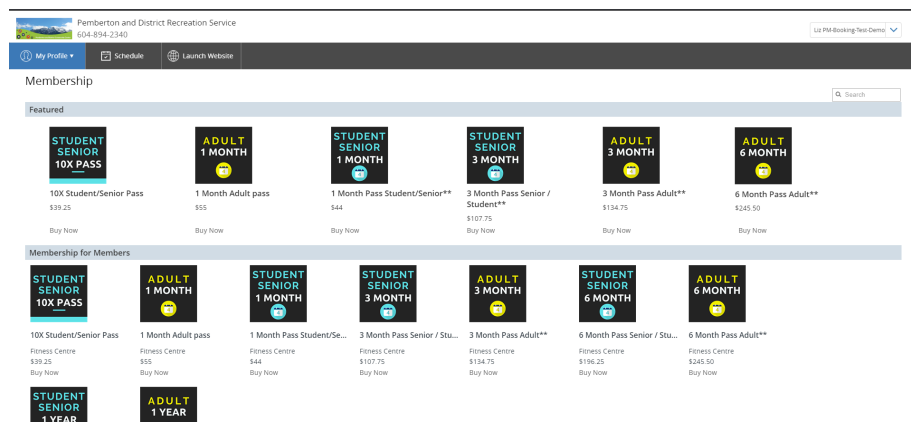 Pemberton and District Recreation Service
604-894-2340
Liz PM-Booking-Test-Demo
My Profile
Schedule
Launch Website
Membership
Search
Featured
STUDENT
SENIOR
10X PASS
ADULT
1 MONTH
STUDENT
SENIOR
1 MONTH
STUDENT
SENIOR
3 MONTH
ADULT
3 MONTH
ADULT
6 MONTH
10X Student/Senior Pass
$39.25
Buy Now
1 Month Adult pass
$55
Buy Now
1 Month Pass Student/Senior**
$44
Buy Now
3 Month Pass Senior /
Student**
$107.75
Buy Now
3 Month Pass Adult**
$134.75
Buy Now
6 Month Pass Adult**
$245.50
Buy Now
Membership for Members
STUDENT
SENIOR
10X PASS
ADULT
1 MONTH
STUDENT
SENIOR
1 MONTH
STUDENT
SENIOR
3 MONTH
ADULT
3 MONTH
STUDENT
SENIOR
6 MONTH
ADULT
6 MONTH
10X Student/Senior Pass
Fitness Centre
$39.25
Buy Now
1 Month Adult pass
Fitness Centre
$55
Buy Now
1 Month Pass Student/Se...
Fitness Centre
$44
Buy Now
3 Month Pass Senior / Stu...
Fitness Centre
$107.75
Buy Now
3 Month Pass Adult**
Fitness Centre
$134.75
Buy Now
6 Month Pass Senior / Stu...
Fitness Centre
$196.25
Buy Now
6 Month Pass Adult**
Fitness Centre
$245.50
Buy Now
STUDENT
SENIOR
1 YEAR
ADULT
1 YEAR